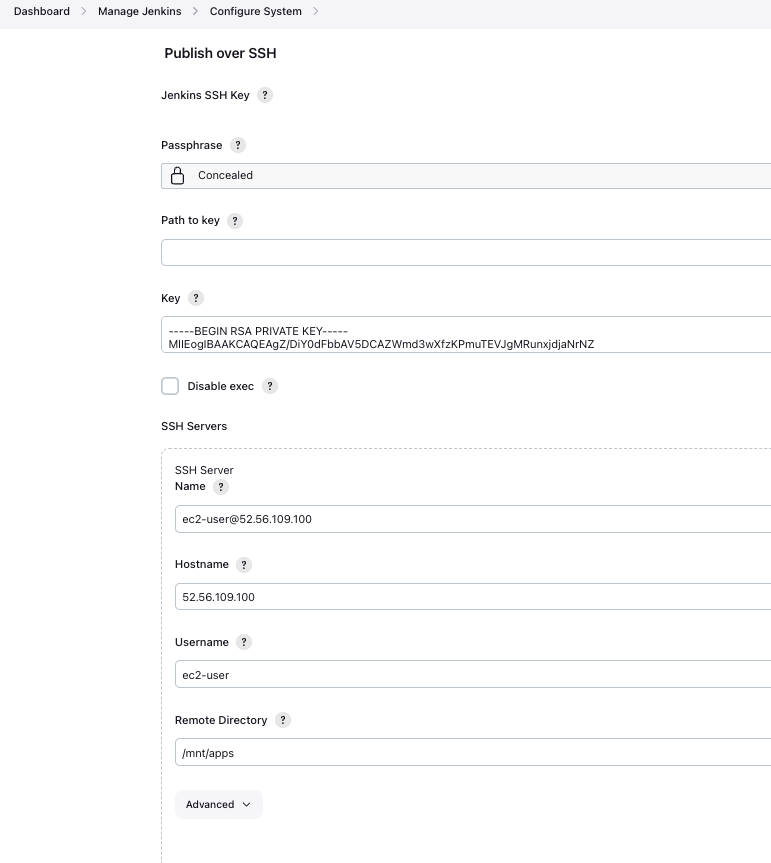 Dashboard > Manage Jenkins > Configure System >
Publish over SSH
Jenkins SSH Key ?
Passphrase ?
Concealed
Path to key ?
Key ?
-----BEGIN RSA PRIVATE KEY-----
MIIEogIBAAKCAQEAgZ/DiY0dFbbAV5DCAZWmd3wXfzKPmuTEVJgMRunxjdjaNrNZ
Disable exec ?
SSH Servers
SSH Server
Name ?
ec2-user@52.56.109.100
Hostname ?
52.56.109.100
Username ?
ec2-user
Remote Directory ?
/mnt/apps
Advanced